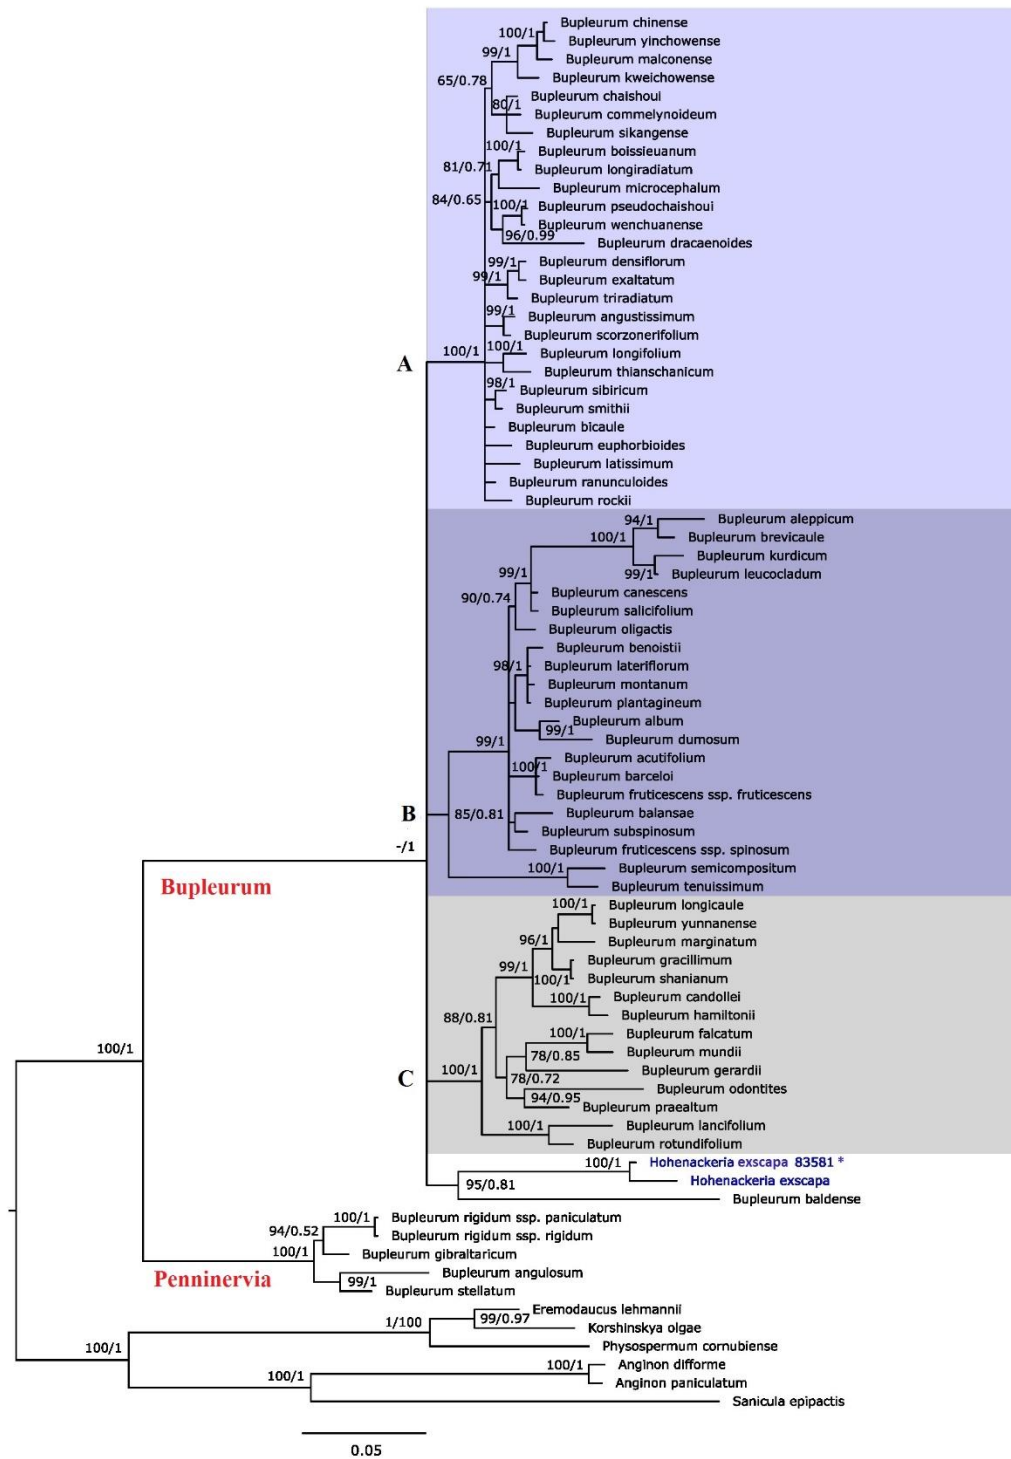 Bupleurum chinense
100/1
Bupleurum yinchowense
99/1
Bupleurum malconense
Bupleurum kweichowense
65/0.78
Bupleurum chaishoui
80/1
Bupleurum commelynoideum
Bupleurum sikangense
100/1
Bupleurum boissieuanum
81/0.71
Bupleurum longiradiatum
Bupleurum microcephalum
84/0.65
100/1
Bupleurum pseudochaishoui
Bupleurum wenchuanense
96/0.99
Bupleurum dracaenoides
99/1
Bupleurum densiflorum
99/1
Bupleurum exaltatum
Bupleurum triradiatum
99/1
Bupleurum angustissimum
Bupleurum scorzonerifolium
100/1
100/1
Bupleurum longifolium
A
Bupleurum thianschanicum
98/1
Bupleurum sibiricum
Bupleurum smithii
Bupleurum bicaule
Bupleurum euphorbioides
Bupleurum latissimum
Bupleurum ranunculoides
Bupleurum rockii
94/1
Bupleurum aleppicum
100/1
Bupleurum brevicaule
Bupleurum kurdicum
99/1
99/1
Bupleurum leucocladum
Bupleurum canescens
90/0.74
Bupleurum salicifolium
Bupleurum oligactis
Bupleurum benoistii
98/1
Bupleurum lateriflorum
Bupleurum montanum
Bupleurum plantagineum
Bupleurum album
99/1
99/1
Bupleurum dumosum
Bupleurum acutifolium
100/1
Bupleurum barceloi
Bupleurum fruticescens ssp. fruticescens
B
85/0.81
Bupleurum balansae
Bupleurum subspinosum
-/1
Bupleurum fruticescens ssp. spinosum
100/1
Bupleurum semicompositum
Bupleurum
Bupleurum tenuissimum
100/1
Bupleurum longicaule
Bupleurum yunnanense
96/1
Bupleurum marginatum
99/1
Bupleurum gracillimum
100/1
Bupleurum shanianum
100/1
Bupleurum candollei
88/0.81
Bupleurum hamiltonii
100/1
Bupleurum falcatum
100/1
Bupleurum mundii
78/0.85
100/1
Bupleurum gerardii
C
78/0.72
Bupleurum odontites
94/0.95
Bupleurum praealtum
100/1
Bupleurum lancifolium
Bupleurum rotundifolium
100/1
Hohenackeria exscapa 83581 *
Hohenackeria exscapa
95/0.81
Bupleurum baldense
100/1
Bupleurum rigidum ssp. paniculatum
94/0.52
Bupleurum rigidum ssp. rigidum
100/1
Bupleurum gibraltaricum
Penninervia
Bupleurum angulosum
99/1
Bupleurum stellatum
Eremodaucus lehmannii
1/100
99/0.97
Korshinskya olgae
Physospermum cornubiense
100/1
100/1
Anginon difforme
100/1
Anginon paniculatum
Sanicula epipactis
0.05